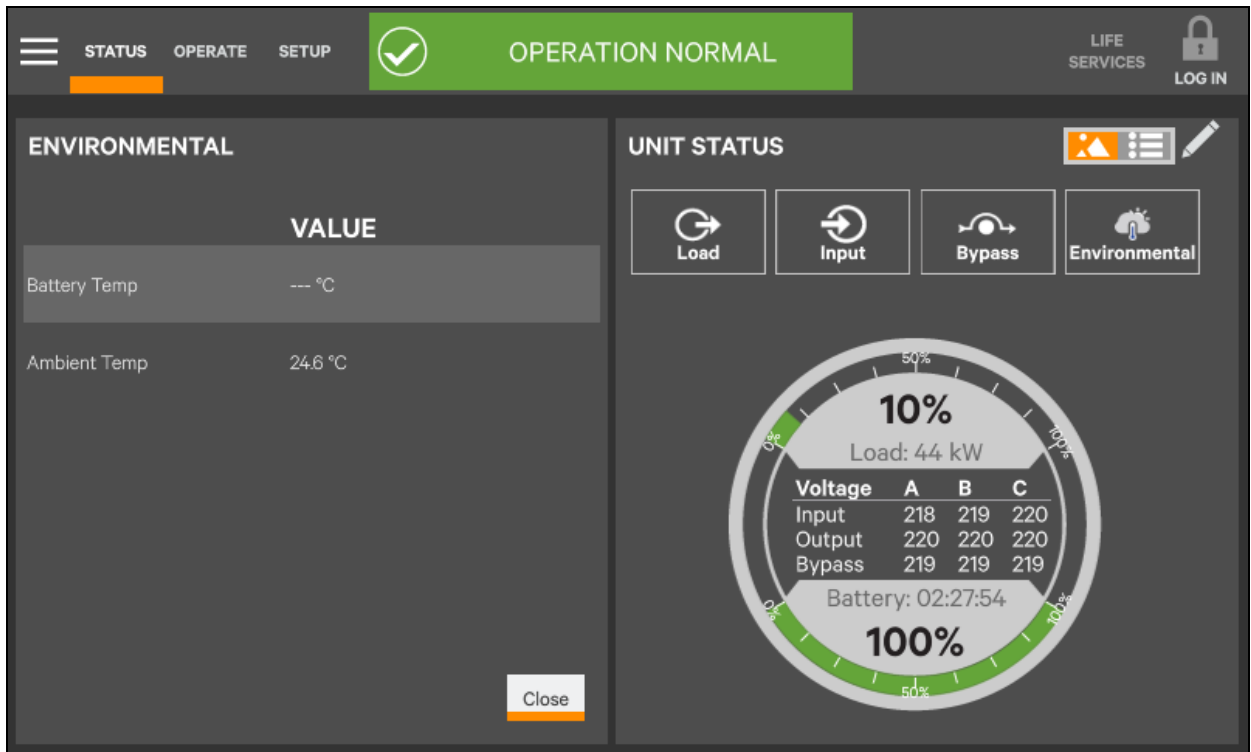 STATUS OPERATE SETUP OPERATION NORMAL LIFE
SERVICES
LOG IN
ENVIRONMENTAL
VALUE
Battery Temp --- °C
Ambient Temp 24.6 °C
Close
UNIT STATUS
Load Input Bypass Environmental
50%
0% 100%
10%
Load: 44 kW
Voltage A B C
Input 218 219 220
Output 220 220 220
Bypass 219 219 219
Battery: 02:27:54
100%
0% 100%
50%